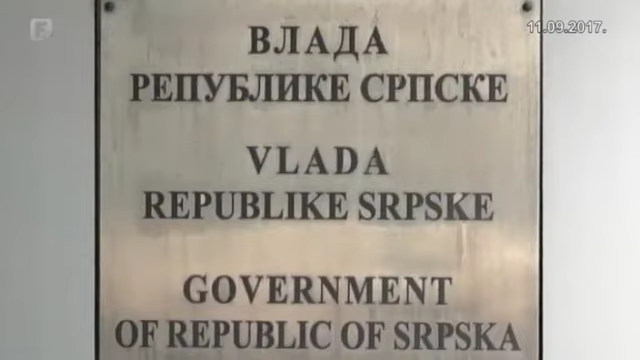 11.09.2017.
ВЛАДА
РЕПУБЛИКЕ СРПСКЕ
VLADA
REPUBLIKE SRPSKE
GOVERNMENT
OF REPUBLIC OF SRPSKA